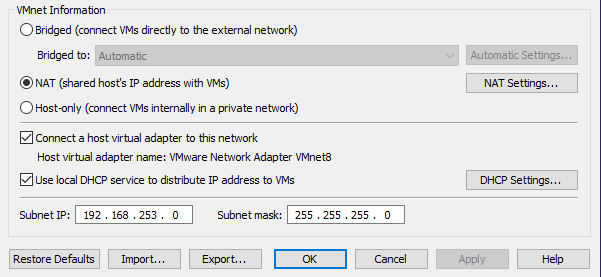 VMnet Information
Bridged (connect VMs directly to the external network)
Bridged to: Automatic Automatic Settings...
NAT (shared host's IP address with VMs) NAT Settings...
Host-only (connect VMs internally in a private network)
Connect a host virtual adapter to this network
Host virtual adapter name: VMware Network Adapter VMnet8
Use local DHCP service to distribute IP address to VMs DHCP Settings...
Subnet IP: 192 . 168 . 253 . 0 Subnet mask: 255 . 255 . 255 . 0
Restore Defaults Import... Export... OK Cancel Apply Help